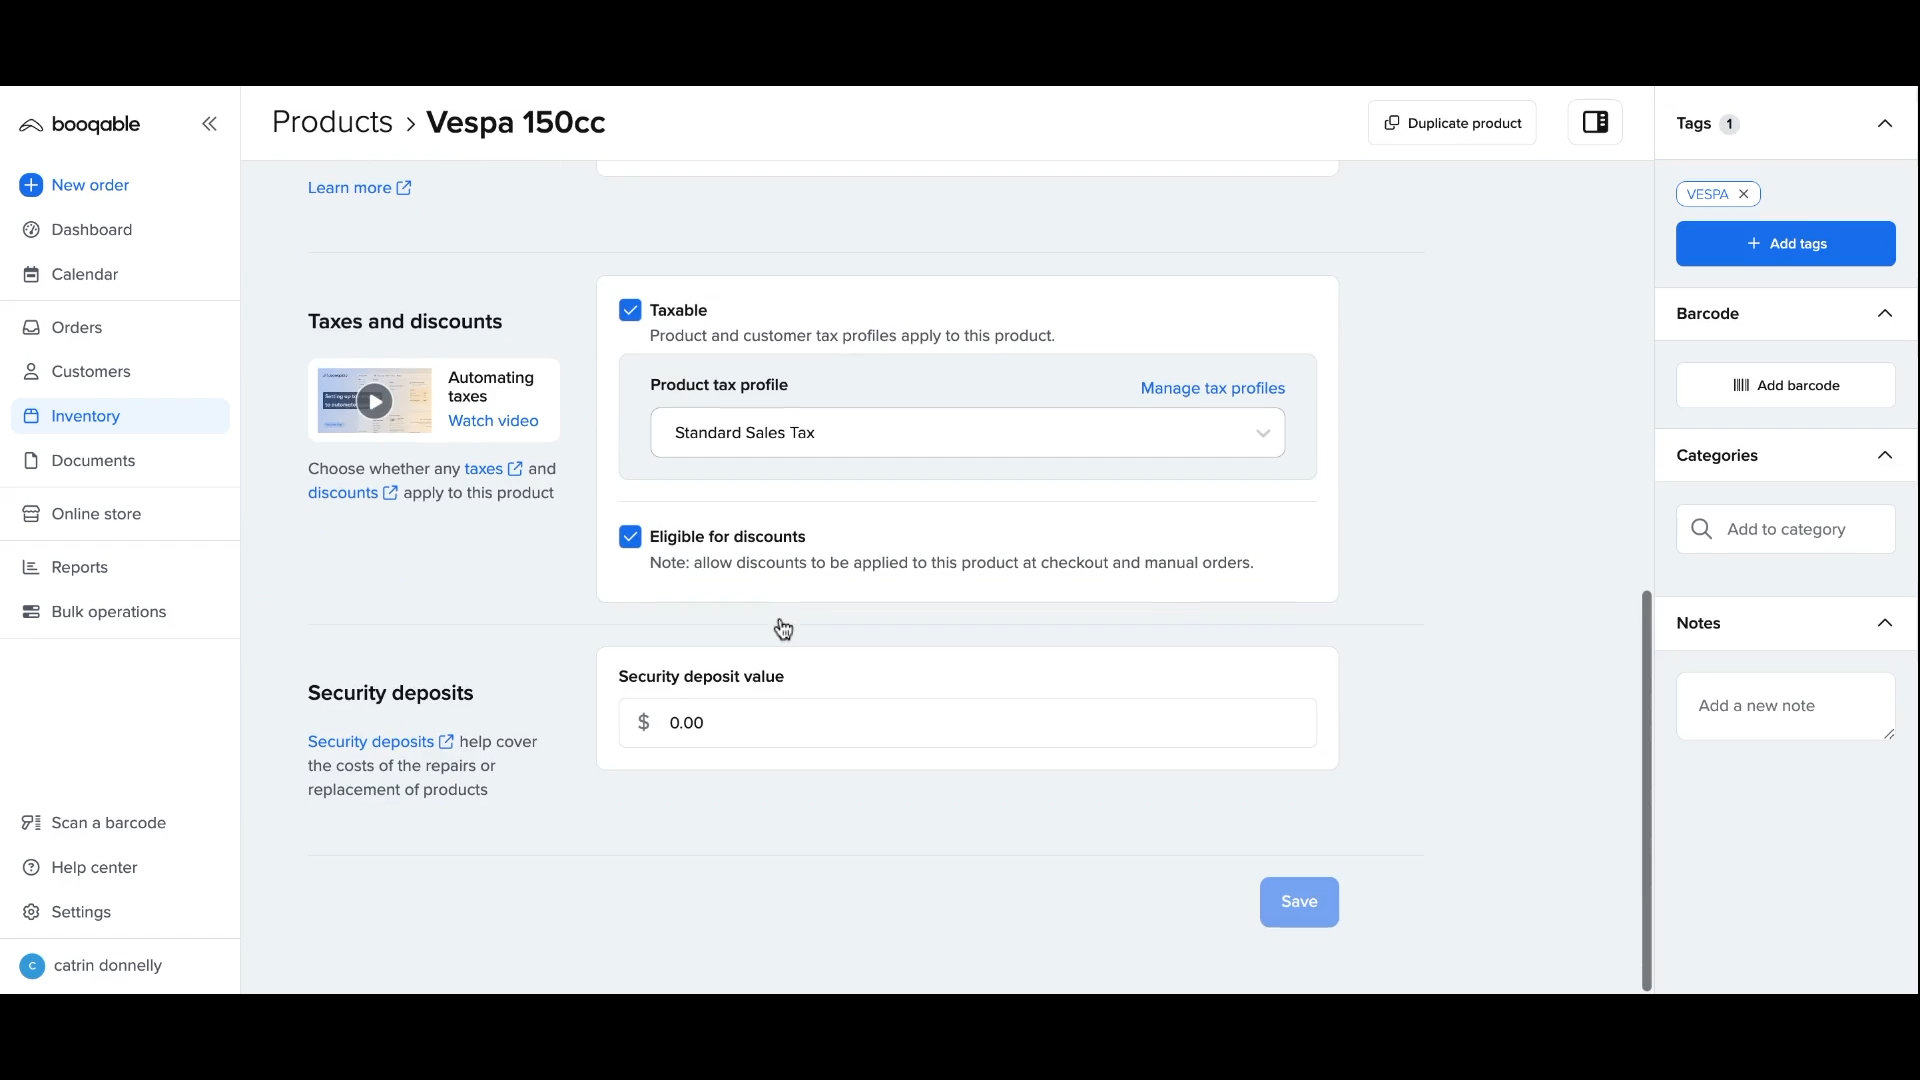 booqable
New order
Dashboard
Calendar
Orders
Customers
Inventory
Documents
Online store
Reports
Bulk operations
Scan a barcode
Help center
Settings
c
catrin donnelly
Products › Vespa 150cc
Duplicate product
Learn more
Taxes and discounts
Automating
taxes
Watch video
Choose whether any taxes and
discounts apply to this product
Taxable
Product and customer tax profiles apply to this product.
Product tax profile
Manage tax profiles
Standard Sales Tax
Eligible for discounts
Note: allow discounts to be applied to this product at checkout and manual orders.
Security deposits
Security deposits help cover
the costs of the repairs or
replacement of products
Security deposit value
$ 0.00
Save
Tags 1
VESPA
+ Add tags
Barcode
Add barcode
Categories
Add to category
Notes
Add a new note